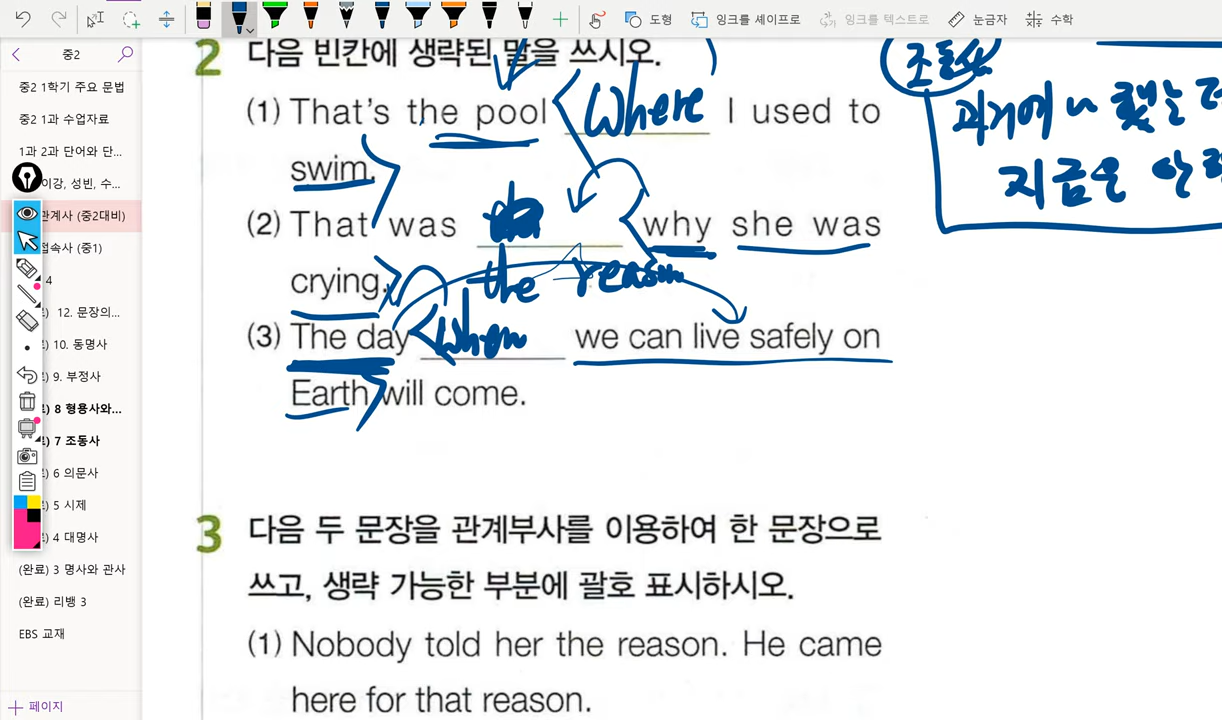 도형
잉크를 셰이프로
잉크를 텍스트로
눈금자
수학
중2
중2 1학기 주요 문법
중2 1과 수업자료
1과 2과 단어와 단...
이강, 성빈, 수...
관계사 (중2대비)
접속사 (중1)
4
) 12. 문장의...
) 10. 동명사
) 9. 부정사
) 8 형용사와...
) 7 조동사
) 6 의문사
) 5 시제
) 4 대명사
(완료) 3 명사와 관사
(완료) 리뱅 3
EBS 교재
페이지
2 다음 빈칸에 생략된 말을 쓰시오.
(1) That's the pool < where I used to
swim. >
(2) That was < why she was
the reason
crying. >
(3) The day < when we can live safely on
Earth > will come.
조동사
과거에 했는
지금은 안
3 다음 두 문장을 관계부사를 이용하여 한 문장으로
쓰고, 생략 가능한 부분에 괄호 표시하시오.
(1) Nobody told her the reason. He came
here for that reason.